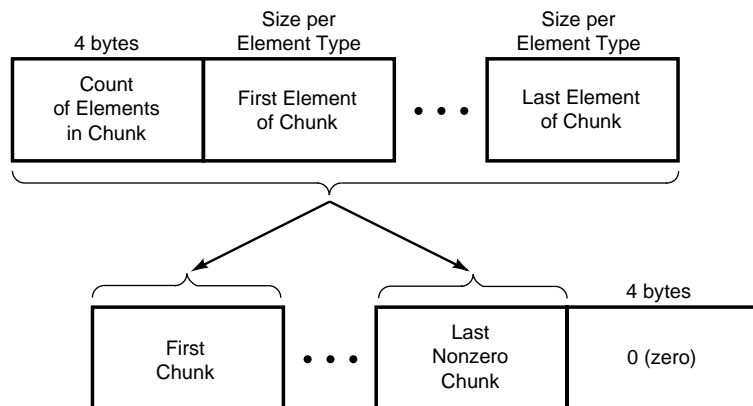 Size per
Element Type
Size per
Element Type
4 bytes
Count
of Elements
in Chunk
First Element
of Chunk
Last Element
of Chunk
4 bytes
First
Chunk
Last
Nonzero
Chunk
0 (zero)